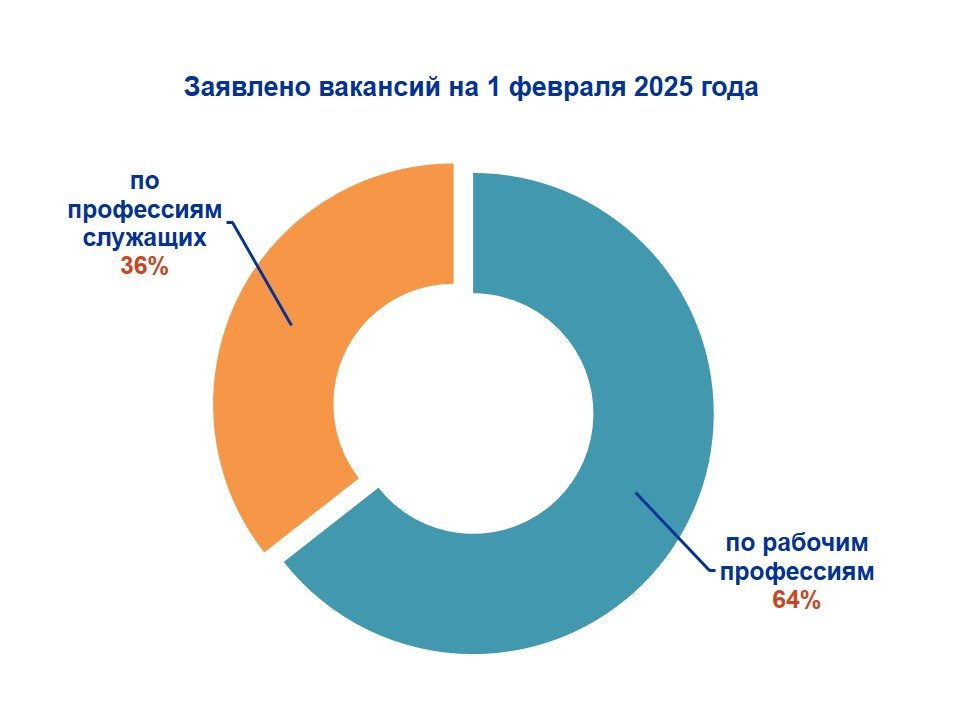 Заявлено вакансий на 1 февраля 2025 года
по
профессиям
служащих
36%
по рабочим
профессиям
64%